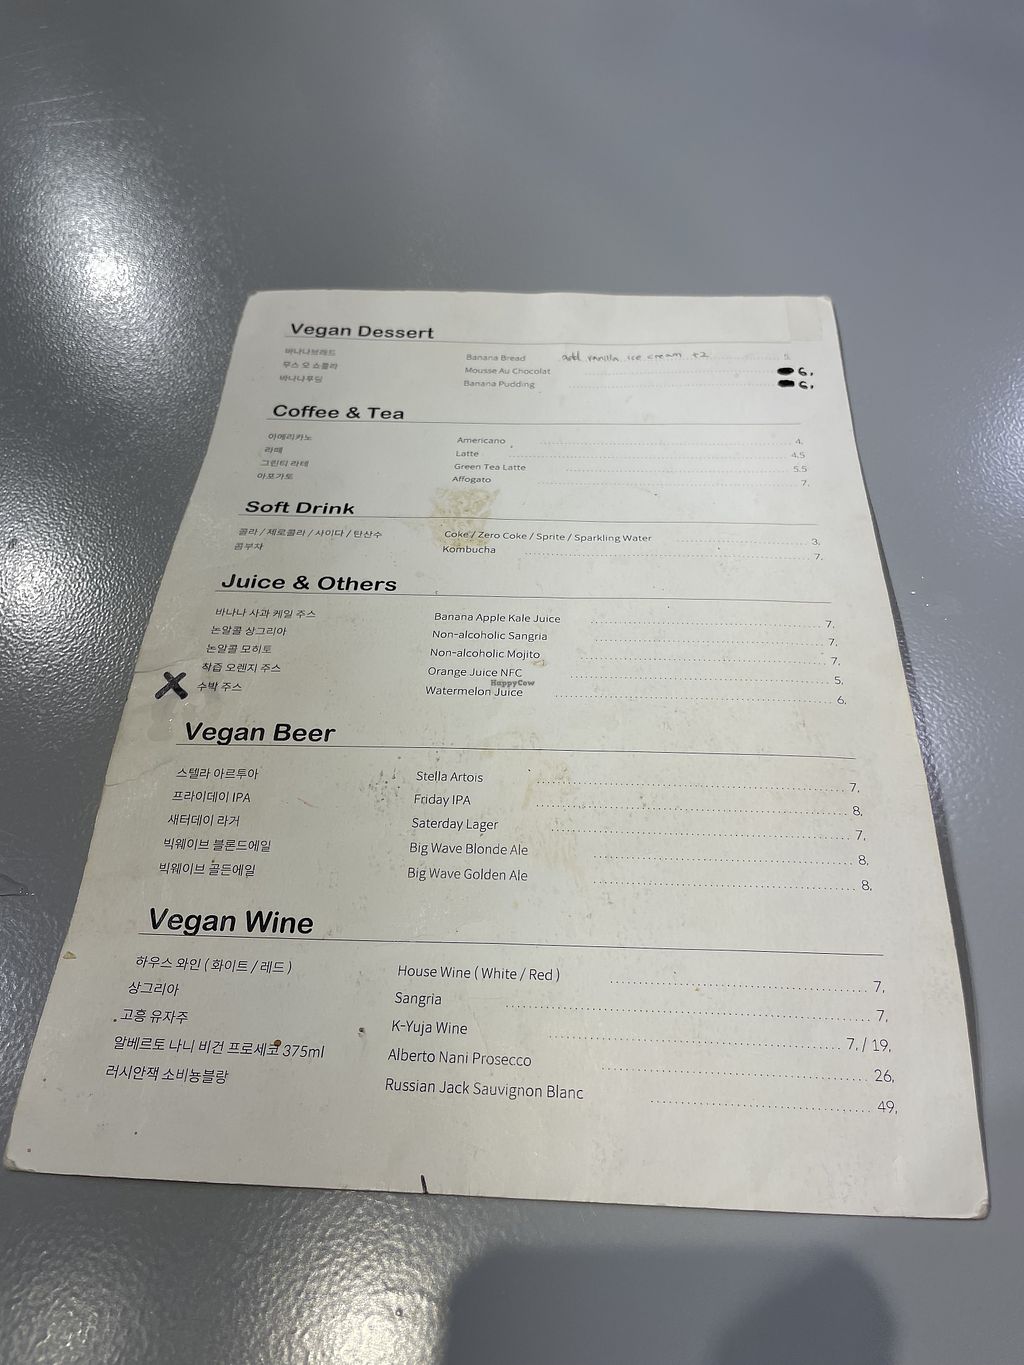 Vegan Dessert
바나나브레드 Banana Bread add vanilla ice cream +2 5,
무스 오 쇼콜라 Mousse Au Chocolat 6,
바나나푸딩 Banana Pudding 6,
Coffee & Tea
아메리카노 Americano 4,
라떼 Latte 4.5
그린티 라테 Green Tea Latte 5.5
아포가토 Affogato 7,
Soft Drink
콜라 / 제로콜라 / 사이다 / 탄산수 Coke / Zero Coke / Sprite / Sparkling Water 3,
콤부차 Kombucha 7,
Juice & Others
바나나 사과 케일 주스 Banana Apple Kale Juice 7,
논알콜 상그리아 Non-alcoholic Sangria 7,
논알콜 모히토 Non-alcoholic Mojito 7,
착즙 오렌지 주스 Orange Juice NFC 5,
X 수박 주스 Watermelon Juice 6,
HappyCow
Vegan Beer
스텔라 아르투아 Stella Artois 7,
프라이데이 IPA Friday IPA 8,
새터데이 라거 Saterday Lager 7,
빅웨이브 블론드에일 Big Wave Blonde Ale 8,
빅웨이브 골든에일 Big Wave Golden Ale 8,
Vegan Wine
하우스 와인 ( 화이트 / 레드 ) House Wine ( White / Red ) 7,
상그리아 Sangria 7,
고흥 유자주 K-Yuja Wine 7, / 19,
알베르토 나니 비건 프로세코 375ml Alberto Nani Prosecco 26,
러시안잭 소비뇽블랑 Russian Jack Sauvignon Blanc 49,